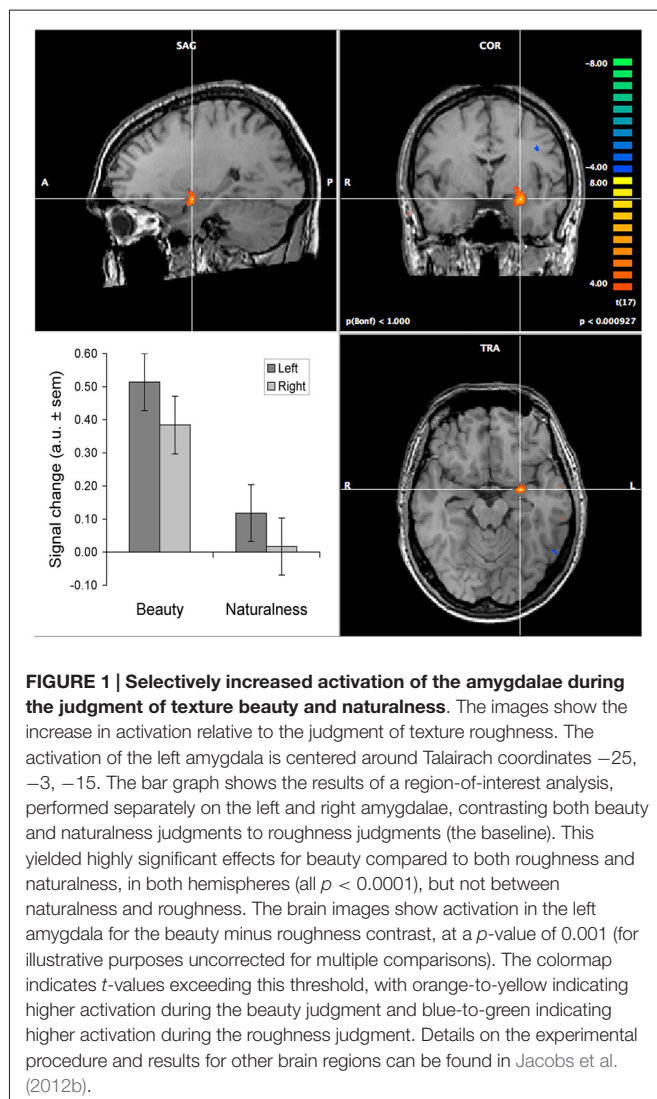 SAG
A
P
COR
R
-8.00
-4.00
8.00
4.00
t(17)
p(Bonf) < 1.000
p < 0.000927
0.60
0.50
0.40
0.30
0.20
0.10
0.00
-0.10
Signal change (a.u. ± sem)
Left
Right
Beauty
Naturalness
TRA
R
L
FIGURE 1 | Selectively increased activation of the amygdalae during
the judgment of texture beauty and naturalness. The images show the
increase in activation relative to the judgment of texture roughness. The
activation of the left amygdala is centered around Talairach coordinates −25,
−3, −15. The bar graph shows the results of a region-of-interest analysis,
performed separately on the left and right amygdalae, contrasting both beauty
and naturalness judgments to roughness judgments (the baseline). This
yielded highly significant effects for beauty compared to both roughness and
naturalness, in both hemispheres (all p < 0.0001), but not between
naturalness and roughness. The brain images show activation in the left
amygdala for the beauty minus roughness contrast, at a p-value of 0.001 (for
illustrative purposes uncorrected for multiple comparisons). The colormap
indicates t-values exceeding this threshold, with orange-to-yellow indicating
higher activation during the beauty judgment and blue-to-green indicating
higher activation during the roughness judgment. Details on the experimental
procedure and results for other brain regions can be found in Jacobs et al.
(2012b).